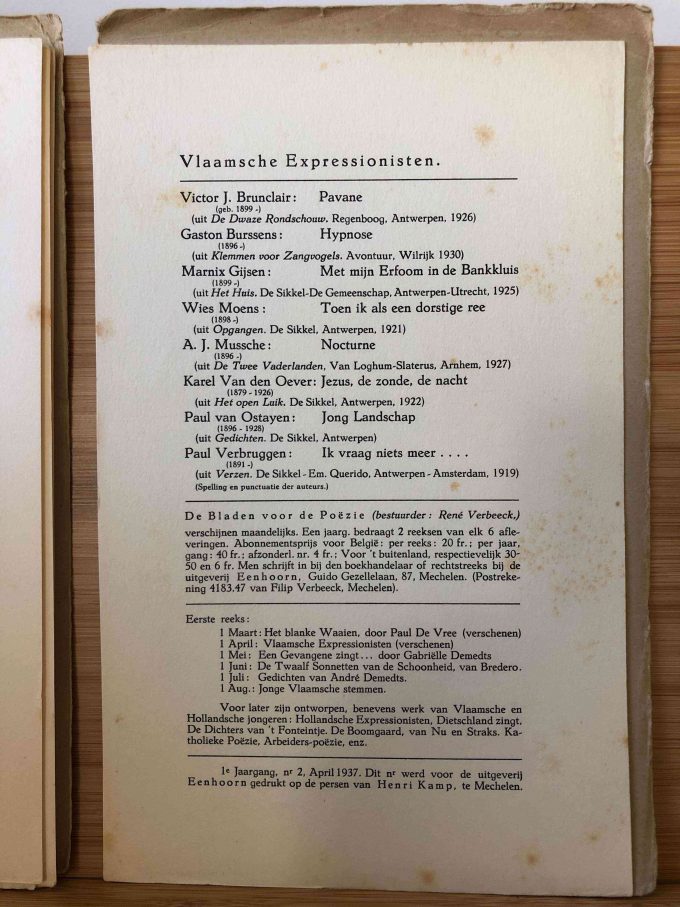 Vlaamsche Expressionisten.
Victor J. Brunclair: Pavane
(geb. 1899 -)
(uit De Dwaze Rondschouw. Regenboog, Antwerpen, 1926)
Gaston Burssens: Hypnose
(1896 -)
(uit Klemmen voor Zangvogels. Avontuur, Wilrijk 1930)
Marnix Gijsen: Met mijn Erfoom in de Bankkluis
(1899 -)
(uit Het Huis. De Sikkel-De Gemeenschap, Antwerpen-Utrecht, 1925)
Wies Moens: Toen ik als een dorstige ree
(1898 -)
(uit Opgangen. De Sikkel, Antwerpen, 1921)
A. J. Mussche: Nocturne
(1896 -)
(uit De Twee Vaderlanden, Van Loghum-Slaterus, Arnhem, 1927)
Karel Van den Oever: Jezus, de zonde, de nacht
(1879 - 1926)
(uit Het open Luik. De Sikkel, Antwerpen, 1922)
Paul van Ostayen: Jong Landschap
(1896 - 1928)
(uit Gedichten. De Sikkel, Antwerpen)
Paul Verbruggen: Ik vraag niets meer . . . .
(1891 -)
(uit Verzen. De Sikkel - Em. Querido, Antwerpen - Amsterdam, 1919)
(Spelling en punctuatie der auteurs.)
De Bladen voor de Poëzie (bestuurder: René Verbeeck,)
verschijnen maandelijks. Een jaarg. bedraagt 2 reeksen van elk 6 afle-
veringen. Abonnementsprijs voor België: per reeks: 20 fr.; per jaar,
gang: 40 fr.; afzonderl. nr. 4 fr.; Voor 't buitenland, respectievelijk 30-
50 en 6 fr. Men schrijft in bij den boekhandelaar of rechtstreeks bij de
uitgeverij Eenhoorn, Guido Gezellelaan, 87, Mechelen. (Postreke-
ning 4183.47 van Filip Verbeeck, Mechelen).
Eerste reeks:
1 Maart: Het blanke Waaien, door Paul De Vree (verschenen)
1 April: Vlaamsche Expressionisten (verschenen)
1 Mei: Een Gevangene zingt... door Gabriëlle Demedts
1 Juni: De Twaalf Sonnetten van de Schoonheid, van Bredero.
1 Juli: Gedichten van André Demedts.
1 Aug.: Jonge Vlaamsche stemmen.
Voor later zijn ontworpen, benevens werk van Vlaamsche en
Hollandsche jongeren: Hollandsche Expressionisten, Dietschland zingt,
De Dichters van 't Fonteintje. De Boomgaard, van Nu en Straks. Ka-
tholieke Poëzie, Arbeiders-poëzie, enz.
1e Jaargang, nr 2, April 1937. Dit nr werd voor de uitgeverij
Eenhoorn gedrukt op de persen van Henri Kamp, te Mechelen.